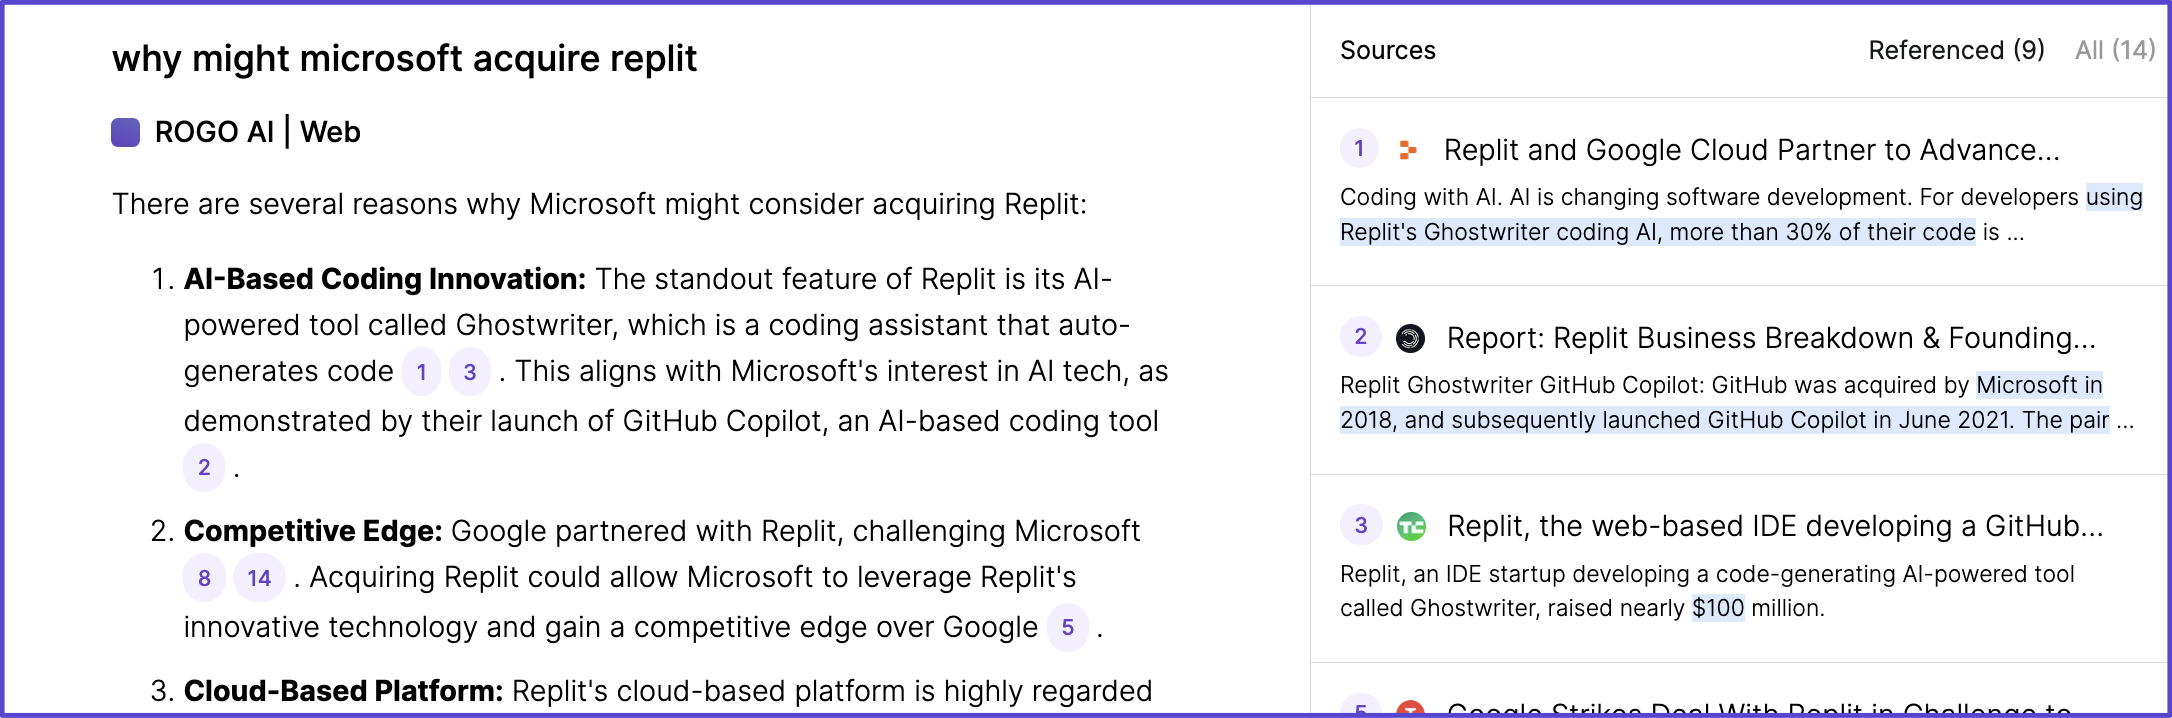 why might microsoft acquire replit
ROGO AI | Web
There are several reasons why Microsoft might consider acquiring Replit:
1. AI-Based Coding Innovation: The standout feature of Replit is its AI-
powered tool called Ghostwriter, which is a coding assistant that auto-
generates code 1 3 . This aligns with Microsoft's interest in AI tech, as
demonstrated by their launch of GitHub Copilot, an AI-based coding tool
2 .
2. Competitive Edge: Google partnered with Replit, challenging Microsoft
8 14 . Acquiring Replit could allow Microsoft to leverage Replit's
innovative technology and gain a competitive edge over Google 5 .
3. Cloud-Based Platform: Replit's cloud-based platform is highly regarded
Sources
Referenced (9) All (14)
1 Replit and Google Cloud Partner to Advance...
Coding with AI. AI is changing software development. For developers using
Replit's Ghostwriter coding AI, more than 30% of their code is ...
2 Report: Replit Business Breakdown & Founding...
Replit Ghostwriter GitHub Copilot: GitHub was acquired by Microsoft in
2018, and subsequently launched GitHub Copilot in June 2021. The pair ...
3 TC Replit, the web-based IDE developing a GitHub...
Replit, an IDE startup developing a code-generating AI-powered tool
called Ghostwriter, raised nearly $100 million.
5 Google Strikes Deal With Replit in Challenge to